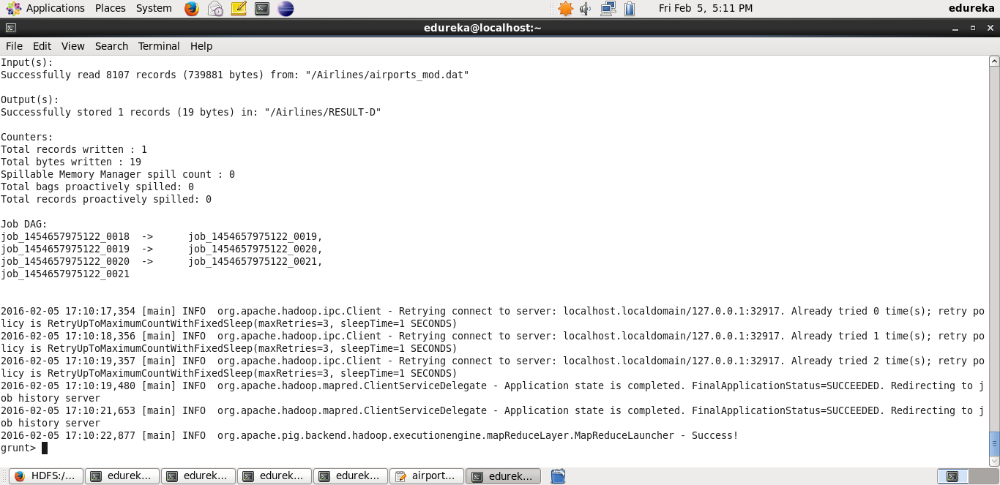 Applications Places System Fri Feb 5, 5:11 PM edureka
edureka@localhost:~
File Edit View Search Terminal Help
Input(s):
Successfully read 8107 records (739881 bytes) from: "/Airlines/airports_mod.dat"
Output(s):
Successfully stored 1 records (19 bytes) in: "/Airlines/RESULT-D"
Counters:
Total records written : 1
Total bytes written : 19
Spillable Memory Manager spill count : 0
Total bags proactively spilled: 0
Total records proactively spilled: 0
Job DAG:
job_1454657975122_0018 -> job_1454657975122_0019,
job_1454657975122_0019 -> job_1454657975122_0020,
job_1454657975122_0020 -> job_1454657975122_0021,
job_1454657975122_0021
2016-02-05 17:10:17,354 [main] INFO org.apache.hadoop.ipc.Client - Retrying connect to server: localhost.localdomain/127.0.0.1:32917. Already tried 0 time(s); retry po
licy is RetryUpToMaximumCountWithFixedSleep(maxRetries=3, sleepTime=1 SECONDS)
2016-02-05 17:10:18,356 [main] INFO org.apache.hadoop.ipc.Client - Retrying connect to server: localhost.localdomain/127.0.0.1:32917. Already tried 1 time(s); retry po
licy is RetryUpToMaximumCountWithFixedSleep(maxRetries=3, sleepTime=1 SECONDS)
2016-02-05 17:10:19,357 [main] INFO org.apache.hadoop.ipc.Client - Retrying connect to server: localhost.localdomain/127.0.0.1:32917. Already tried 2 time(s); retry po
licy is RetryUpToMaximumCountWithFixedSleep(maxRetries=3, sleepTime=1 SECONDS)
2016-02-05 17:10:19,480 [main] INFO org.apache.hadoop.mapred.ClientServiceDelegate - Application state is completed. FinalApplicationStatus=SUCCEEDED. Redirecting to j
ob history server
2016-02-05 17:10:21,653 [main] INFO org.apache.hadoop.mapred.ClientServiceDelegate - Application state is completed. FinalApplicationStatus=SUCCEEDED. Redirecting to j
ob history server
2016-02-05 17:10:22,877 [main] INFO org.apache.pig.backend.hadoop.executionengine.mapReduceLayer.MapReduceLauncher - Success!
grunt>
HDFS:/... edurek... edurek... edurek... edurek... airport... edurek...